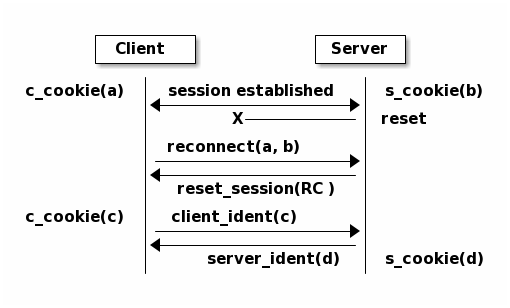 Client Server
c_cookie(a) session established s_cookie(b)
X reset
reconnect(a, b)
reset_session(RC )
c_cookie(c) client_ident(c)
server_ident(d) s_cookie(d)